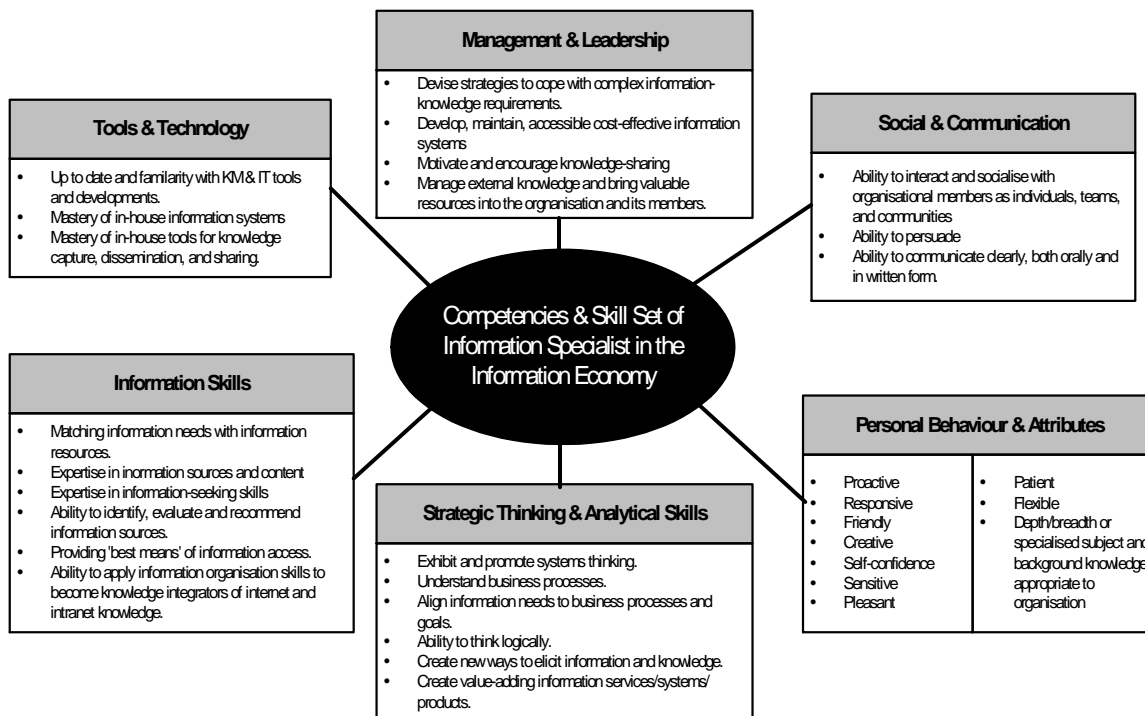 Management & Leadership
• Devise strategies to cope with complex information-
knowledge requirements.
• Develop, maintain, accessible cost-effective information
systems
• Motivate and encourage knowledge-sharing
• Manage external knowledge and bring valuable
resources into the orgnanisation and its members.
Tools & Technology
• Up to date and familarity with KM & IT tools
and developments.
• Mastery of in-house information systems
• Mastery of in-house tools for knowledge
capture, dissemination, and sharing.
Social & Communication
• Ability to interact and socialise with
organisational members as individuals, teams,
and communities
• Ability to persuade
• Ability to communicate clearly, both orally and
in written form.
Competencies & Skill Set of
Information Specialist in the
Information Economy
Information Skills
• Matching information needs with information
resources.
• Expertise in inormation sources and content
• Expertise in information-seeking skills
• Ability to identify, evaluate and recommend
information sources.
• Providing 'best means' of information access.
• Ability to apply information organisation skills to
become knowledge integrators of internet and
intranet knowledge.
Strategic Thinking & Analytical Skills
• Exhibit and promote systems thinking.
• Understand business processes.
• Align information needs to business processes and
goals.
• Ability to think logically.
• Create new ways to elicit information and knowledge.
• Create value-adding information services/systems/
products.
Personal Behaviour & Attributes
• Proactive
• Responsive
• Friendly
• Creative
• Self-confidence
• Sensitive
• Pleasant
• Patient
• Flexible
• Depth/breadth or
specialised subject and
background knowledge
appropriate to
organisation